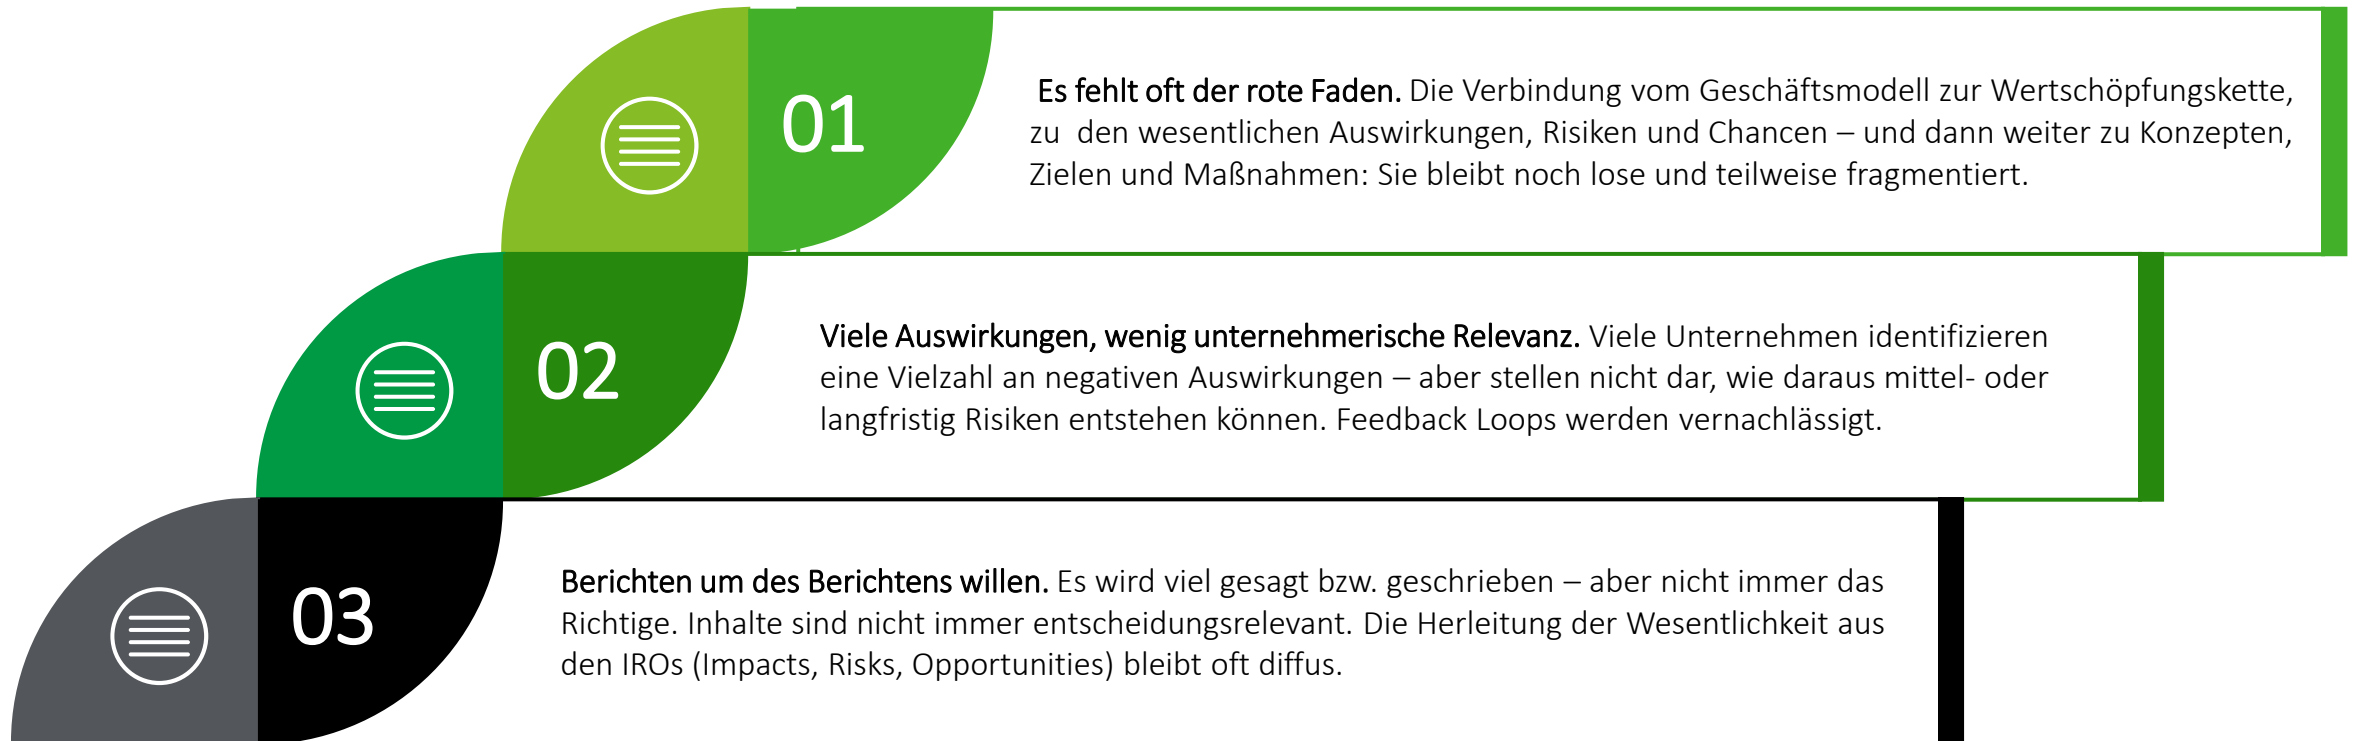 01
Es fehlt oft der rote Faden. Die Verbindung vom Geschäftsmodell zur Wertschöpfungskette,
zu den wesentlichen Auswirkungen, Risiken und Chancen – und dann weiter zu Konzepten,
Zielen und Maßnahmen: Sie bleibt noch lose und teilweise fragmentiert.
02
Viele Auswirkungen, wenig unternehmerische Relevanz. Viele Unternehmen identifizieren
eine Vielzahl an negativen Auswirkungen – aber stellen nicht dar, wie daraus mittel- oder
langfristig Risiken entstehen können. Feedback Loops werden vernachlässigt.
03
Berichten um des Berichtens willen. Es wird viel gesagt bzw. geschrieben – aber nicht immer das
Richtige. Inhalte sind nicht immer entscheidungsrelevant. Die Herleitung der Wesentlichkeit aus
den IROs (Impacts, Risks, Opportunities) bleibt oft diffus.